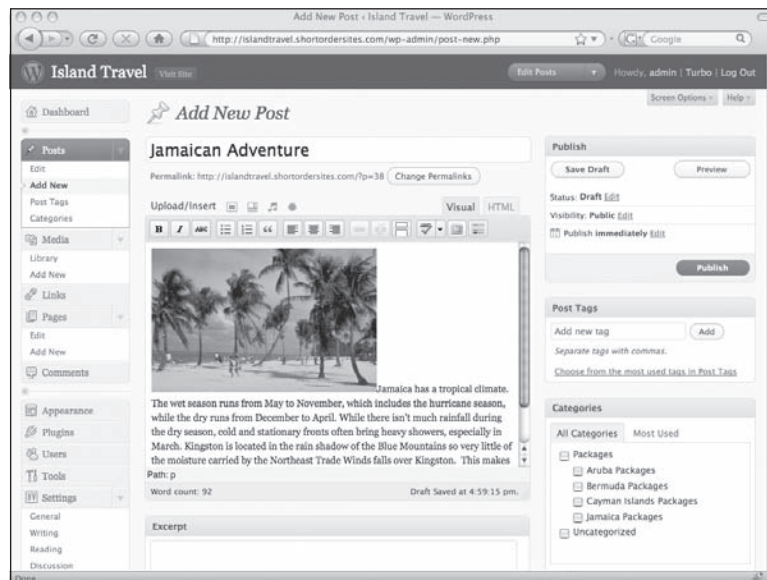 Add New Post ‹ Island Travel — WordPress
http://islandtravel.shortordersites.com/wp-admin/post-new.php
Google
Island Travel
Visit Site
Edit Posts
Howdy, admin | Turbo | Log Out
Screen Options
Help
Dashboard
Posts
Edit
Add New
Post Tags
Categories
Media
Library
Add New
Links
Pages
Edit
Add New
Comments
Appearance
Plugins
Users
Tools
Settings
General
Writing
Reading
Discussion
Add New Post
Jamaican Adventure
Permalink: http://islandtravel.shortordersites.com/?p=38
Change Permalinks
Upload/Insert
Visual
HTML
B I ABC
Jamaica has a tropical climate.
The wet season runs from May to November, which includes the hurricane season,
while the dry runs from December to April. While there isn't much rainfall during
the dry season, cold and stationary fronts often bring heavy showers, especially in
March. Kingston is located in the rain shadow of the Blue Mountains so very little of
the moisture carried by the Northeast Trade Winds falls over Kingston. This makes
Path: p
Word count: 92
Draft Saved at 4:59:15 pm.
Excerpt
Publish
Save Draft
Preview
Status: Draft Edit
Visibility: Public Edit
Publish immediately Edit
Publish
Post Tags
Add new tag
Add
Separate tags with commas.
Choose from the most used tags in Post Tags
Categories
All Categories
Most Used
Packages
Aruba Packages
Bermuda Packages
Cayman Islands Packages
Jamaica Packages
Uncategorized
Done